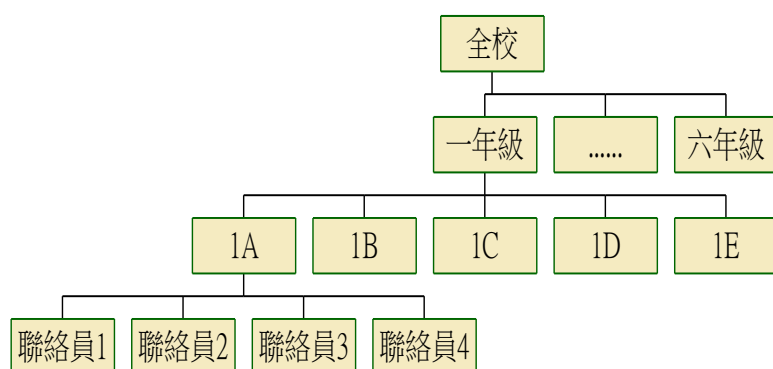 全校
一年級 ...... 六年級
1A 1B 1C 1D 1E
聯絡員1 聯絡員2 聯絡員3 聯絡員4